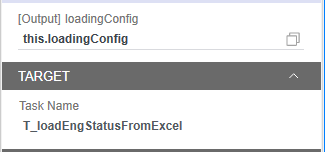 [Output] loadingConfig
this.loadingConfig
TARGET
Task Name
T_loadEngStatusFromExcel